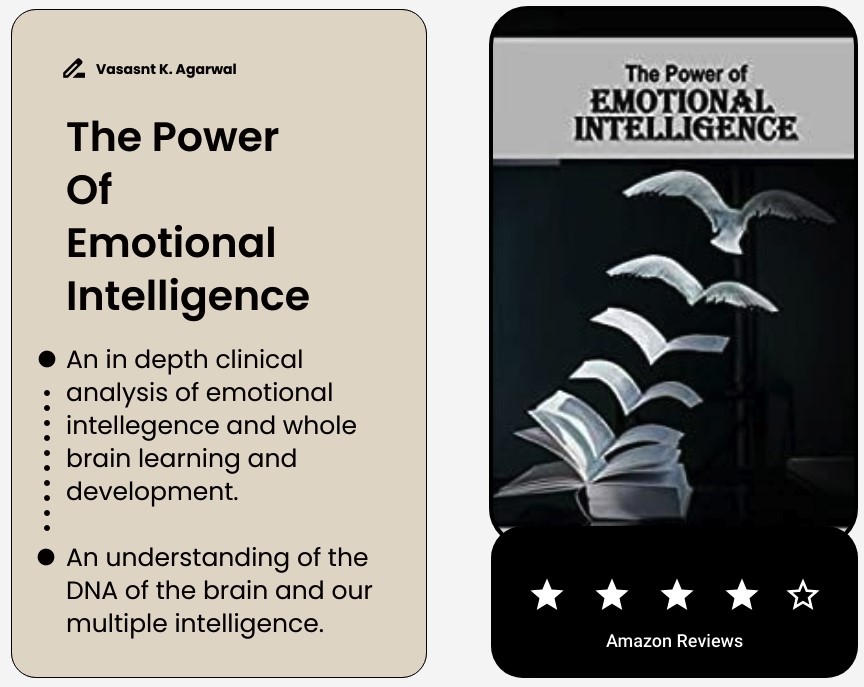 Vasasnt K. Agarwal
The Power
Of
Emotional
Intelligence
An in depth clinical
analysis of emotional
intellegence and whole
brain learning and
development.
An understanding of the
DNA of the brain and our
multiple intelligence.
The Power of
EMOTIONAL
INTELLIGENCE
Amazon Reviews